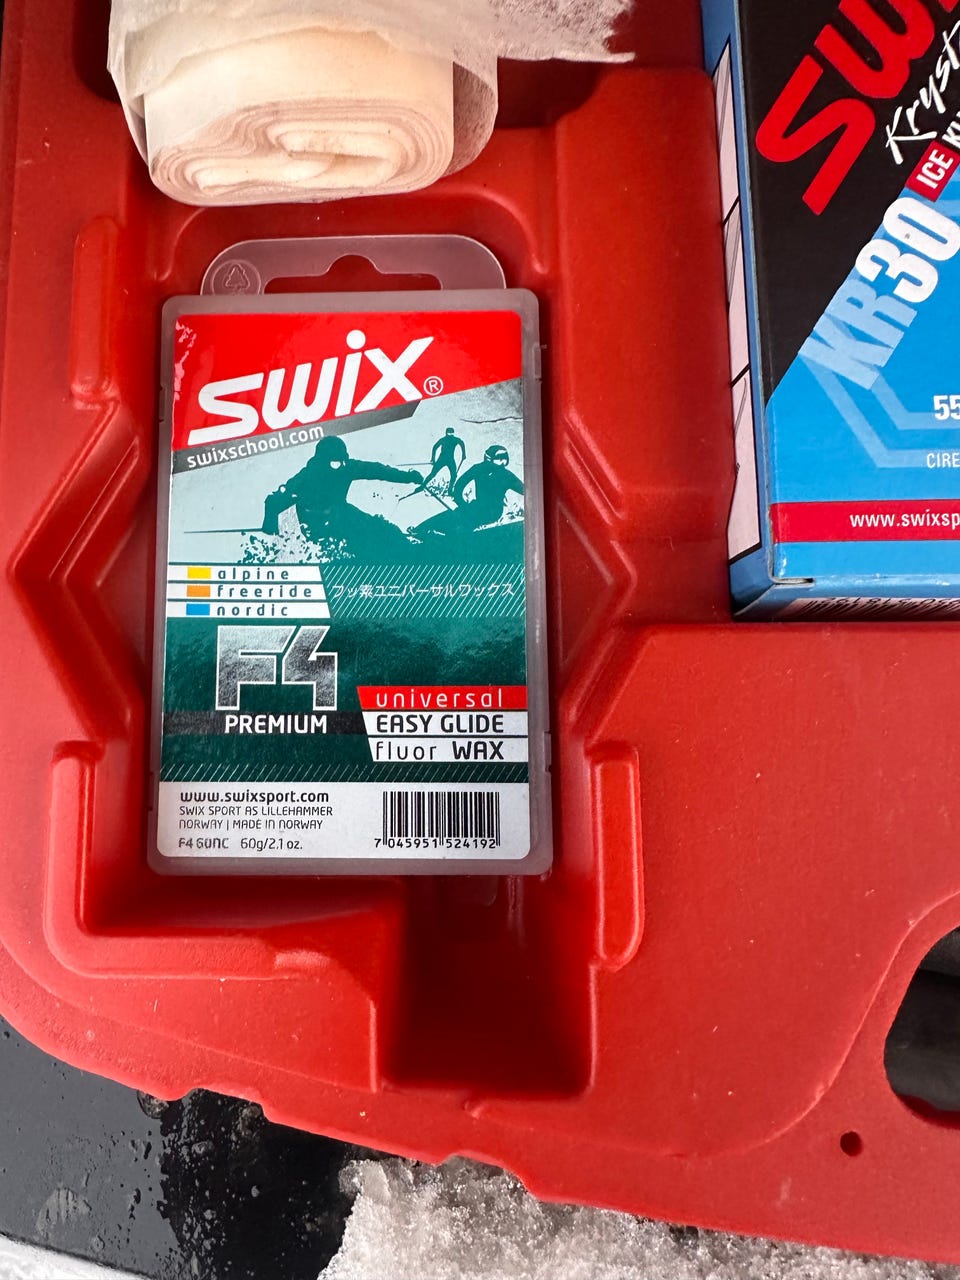 swix®
swixschool.com
alpine
freeride
nordic
フッ素ユニバーサルワックス
F4
PREMIUM
universal
EASY GLIDE
fluor WAX
www.swixsport.com
SWIX SPORT AS LILLEHAMMER
NORWAY | MADE IN NORWAY
F4 60NC 60g/2.1 oz.
7 045951 524192
KR30
ICE
55
CIRE
www.swixsp